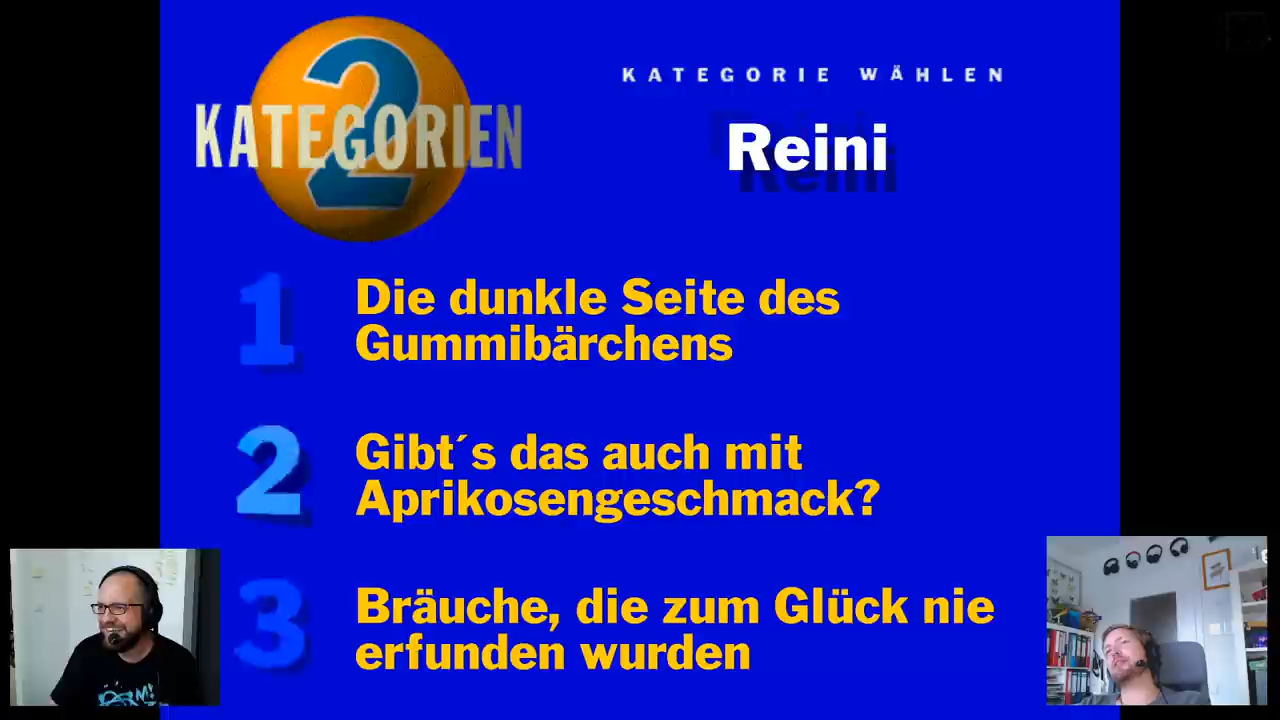 2
KATEGORIEN
KATEGORIE WÄHLEN
Reini
1
Die dunkle Seite des
Gummibärchens
2
Gibt´s das auch mit
Aprikosengeschmack?
3
Bräuche, die zum Glück nie
erfunden wurden